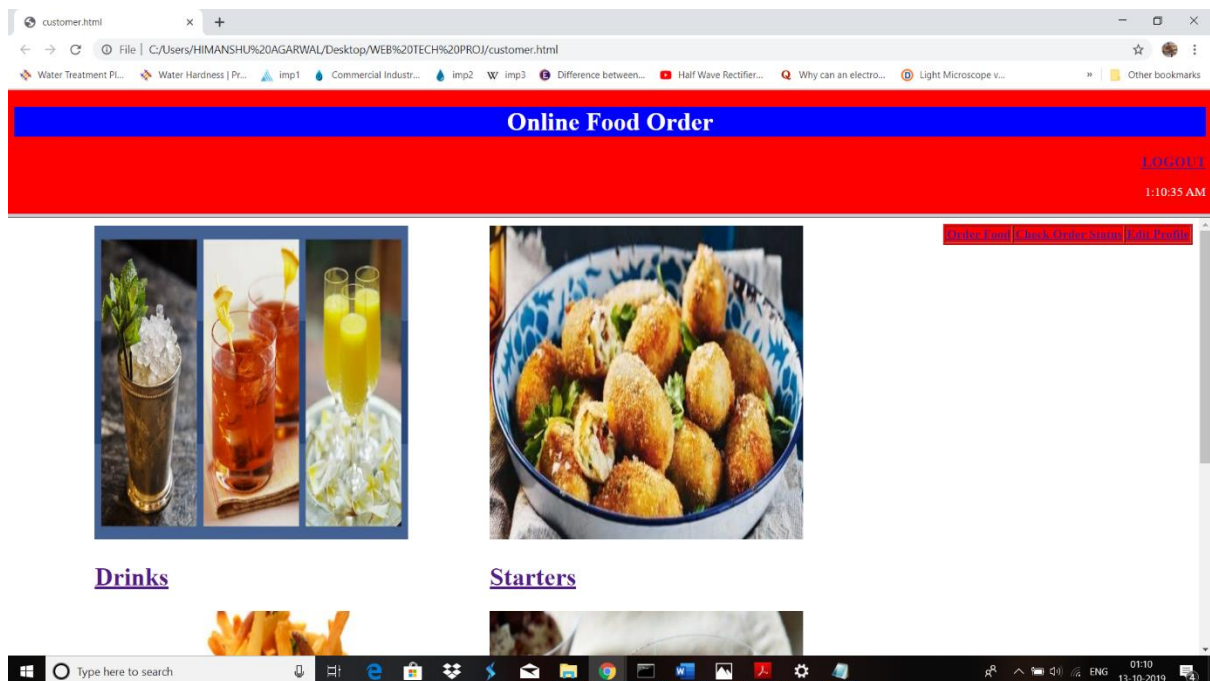 customer.html
File | C:/Users/HIMANSHU%20AGARWAL/Desktop/WEB%20TECH%20PROJ/customer.html
Water Treatment Pl... Water Hardness | Pr... imp1 Commercial Industr... imp2 W imp3 Difference between... Half Wave Rectifier... Why can an electro... Light Microscope v... » Other bookmarks
Online Food Order
LOGOUT
1:10:35 AM
Order Food Check Order Status Edit Profile
Drinks
Starters
Type here to search
ENG
01:10
13-10-2019
4